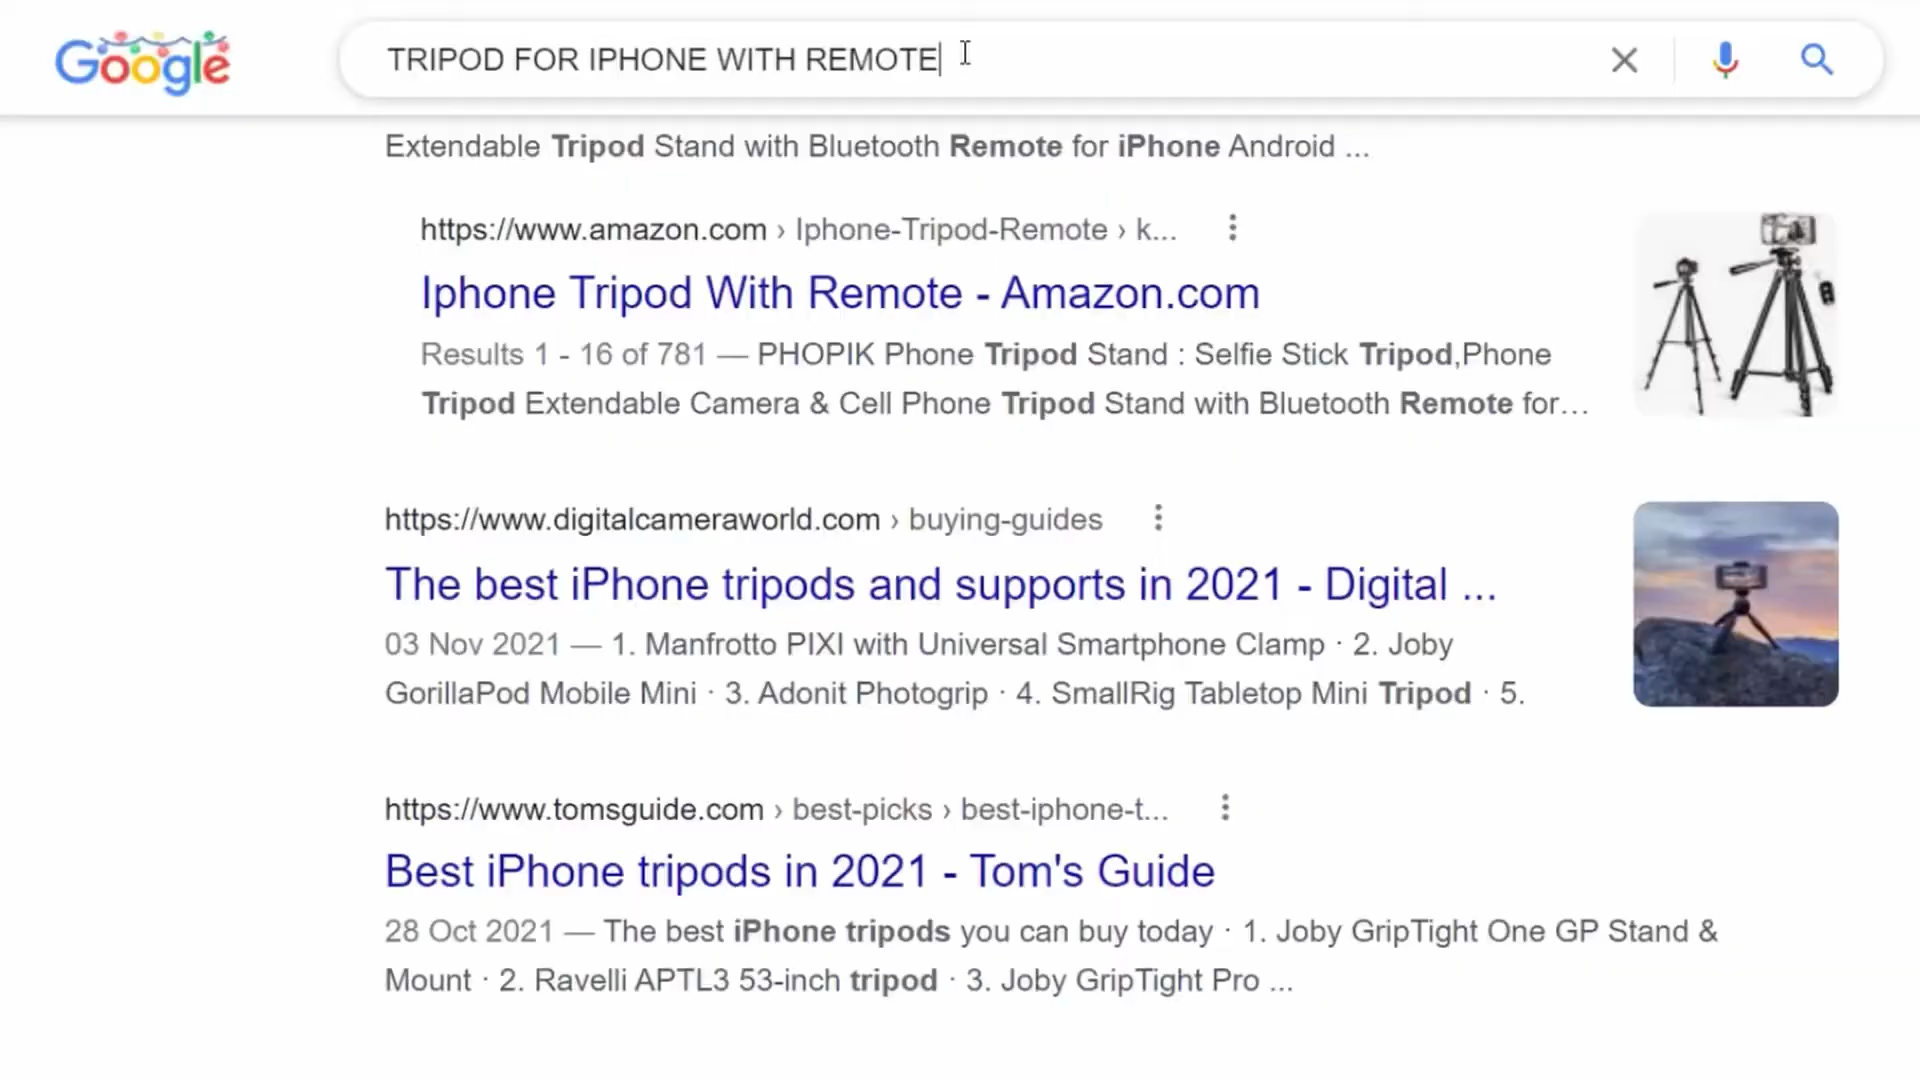 Google
TRIPOD FOR IPHONE WITH REMOTE
Extendable Tripod Stand with Bluetooth Remote for iPhone Android ...
https://www.amazon.com › Iphone-Tripod-Remote › k...
Iphone Tripod With Remote - Amazon.com
Results 1 - 16 of 781 — PHOPIK Phone Tripod Stand : Selfie Stick Tripod,Phone
Tripod Extendable Camera & Cell Phone Tripod Stand with Bluetooth Remote for...
https://www.digitalcameraworld.com › buying-guides
The best iPhone tripods and supports in 2021 - Digital ...
03 Nov 2021 — 1. Manfrotto PIXI with Universal Smartphone Clamp · 2. Joby
GorillaPod Mobile Mini · 3. Adonit Photogrip · 4. SmallRig Tabletop Mini Tripod · 5.
https://www.tomsguide.com › best-picks › best-iphone-t...
Best iPhone tripods in 2021 - Tom's Guide
28 Oct 2021 — The best iPhone tripods you can buy today · 1. Joby GripTight One GP Stand &
Mount · 2. Ravelli APTL3 53-inch tripod · 3. Joby GripTight Pro ...